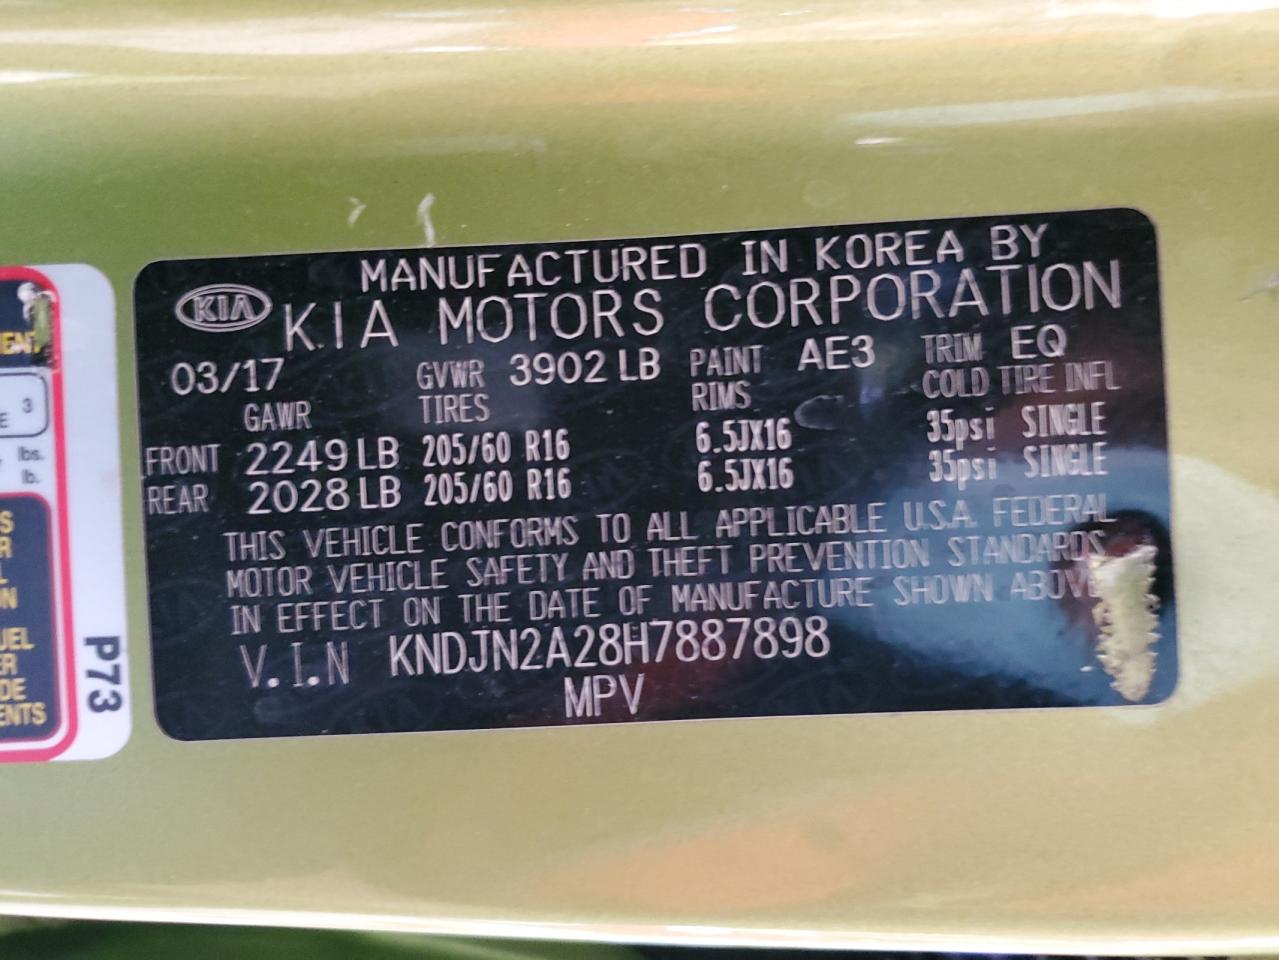 MANUFACTURED IN KOREA BY
KIA KIA MOTORS CORPORATION
03/17 GVWR 3902 LB PAINT AE3 TRIM EQ
GAWR TIRES RIMS COLD TIRE INFL
FRONT 2249 LB 205/60 R16 6.5JX16 35psi SINGLE
REAR 2028 LB 205/60 R16 6.5JX16 35psi SINGLE
THIS VEHICLE CONFORMS TO ALL APPLICABLE U.S.A. FEDERAL
MOTOR VEHICLE SAFETY AND THEFT PREVENTION STANDARDS
IN EFFECT ON THE DATE OF MANUFACTURE SHOWN ABOVE
V.I.N KNDJN2A28H7887898
MPV
3
lbs.
lb.
P73